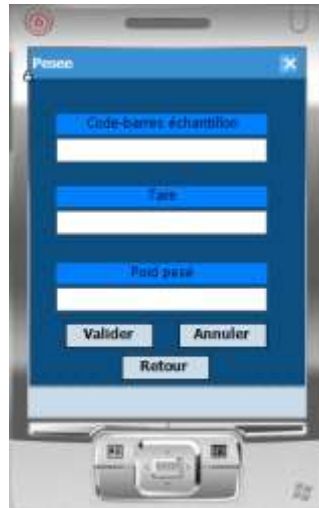 Pesee
Code-barres échantillon
Tare
Poid pesé
Valider
Annuler
Retour